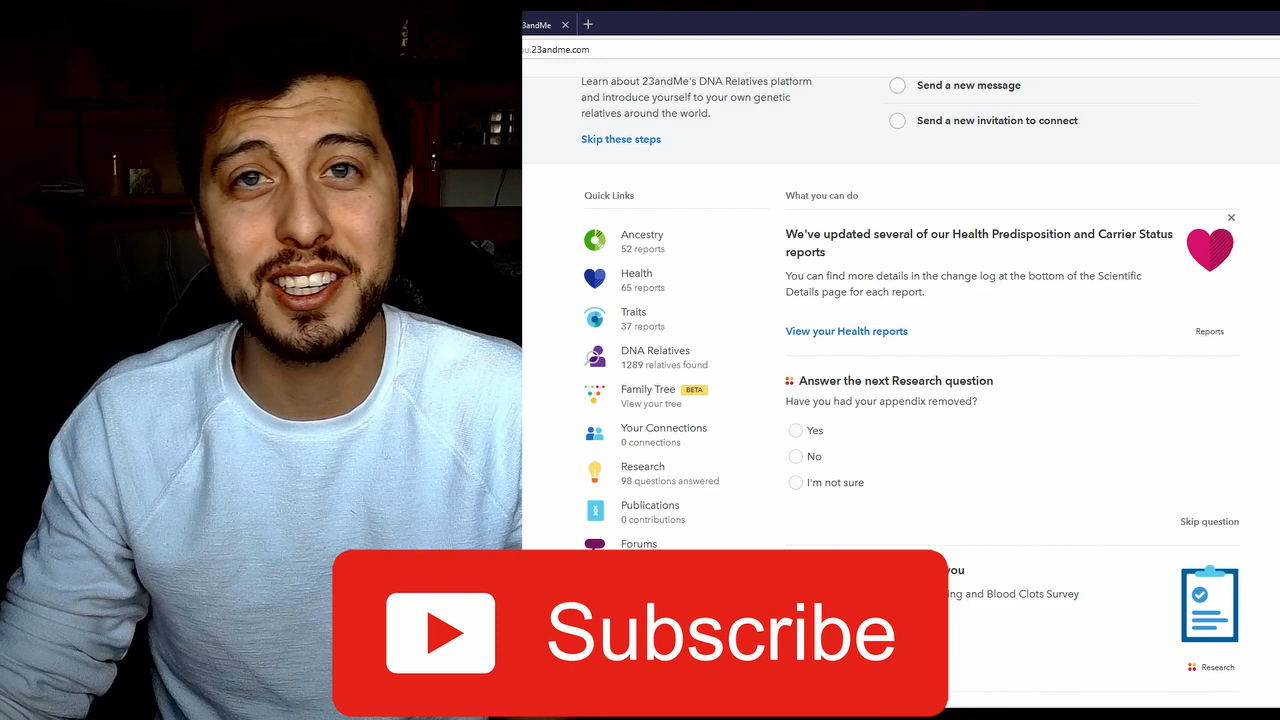 3andMe
u.23andme.com
Learn about 23andMe's DNA Relatives platform
and introduce yourself to your own genetic
relatives around the world.
Skip these steps
Send a new message
Send a new invitation to connect
Quick Links
Ancestry
52 reports
Health
65 reports
Traits
37 reports
DNA Relatives
1289 relatives found
Family Tree BETA
View your tree
Your Connections
0 connections
Research
98 questions answered
Publications
0 contributions
Forums
What you can do
We've updated several of our Health Predisposition and Carrier Status
reports
You can find more details in the change log at the bottom of the Scientific
Details page for each report.
View your Health reports
Reports
Answer the next Research question
Have you had your appendix removed?
Yes
No
I'm not sure
Skip question
you
ing and Blood Clots Survey
Research
Subscribe